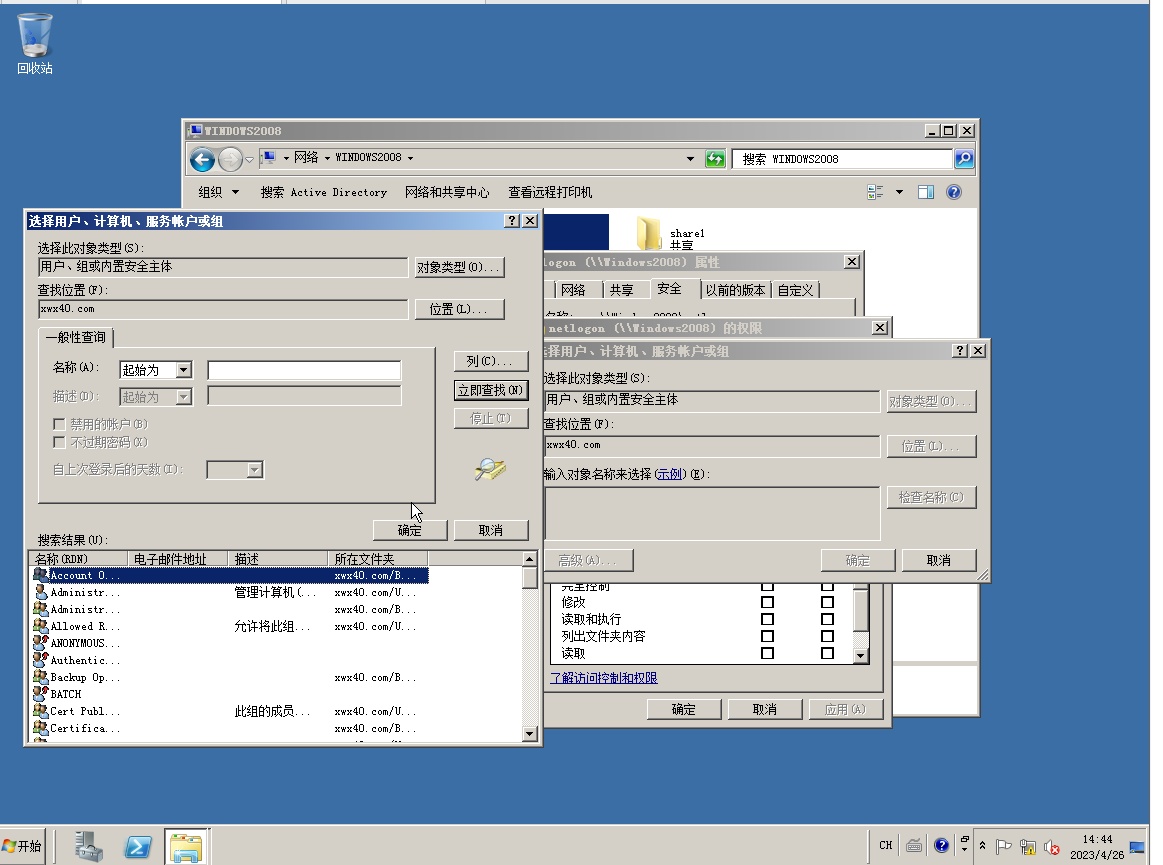 回收站
WINDOWS2008
网络 WINDOWS2008
搜索 WINDOWS2008
组织 搜索 Active Directory 网络和共享中心 查看远程打印机
share1
共享
选择用户、计算机、服务帐户或组
选择此对象类型(S):
用户、组或内置安全主体
对象类型(O)...
查找位置(F):
xwx40.com
位置(L)...
一般性查询
名称(A): 起始为
描述(D): 起始为
禁用的帐户(B)
不过期密码(X)
自上次登录后的天数(I):
列(C)...
立即查找(N)
停止(T)
确定 取消
搜索结果(U):
名称(RDN) 电子邮件地址 描述 所在文件夹
Account O... xwx40.com/B...
Administr... 管理计算机(... xwx40.com/U...
Administr... xwx40.com/B...
Allowed R... 允许将此组... xwx40.com/U...
ANONYMOUS...
Authentic...
Backup Op... xwx40.com/B...
BATCH
Cert Publ... 此组的成员... xwx40.com/U...
Certifica... xwx40.com/B...
logon (\\Windows2008) 属性
网络 共享 安全 以前的版本 自定义
netlogon (\\Windows2008) 的权限
选择用户、计算机、服务帐户或组
选择此对象类型(S):
用户、组或内置安全主体
对象类型(O)...
查找位置(F):
xwx40.com
位置(L)...
输入对象名称来选择(示例)(E):
检查名称(C)
高级(A)... 确定 取消
完全控制
修改
读取和执行
列出文件夹内容
读取
了解访问控制和权限
确定 取消 应用(A)
开始
CH
14:44
2023/4/26